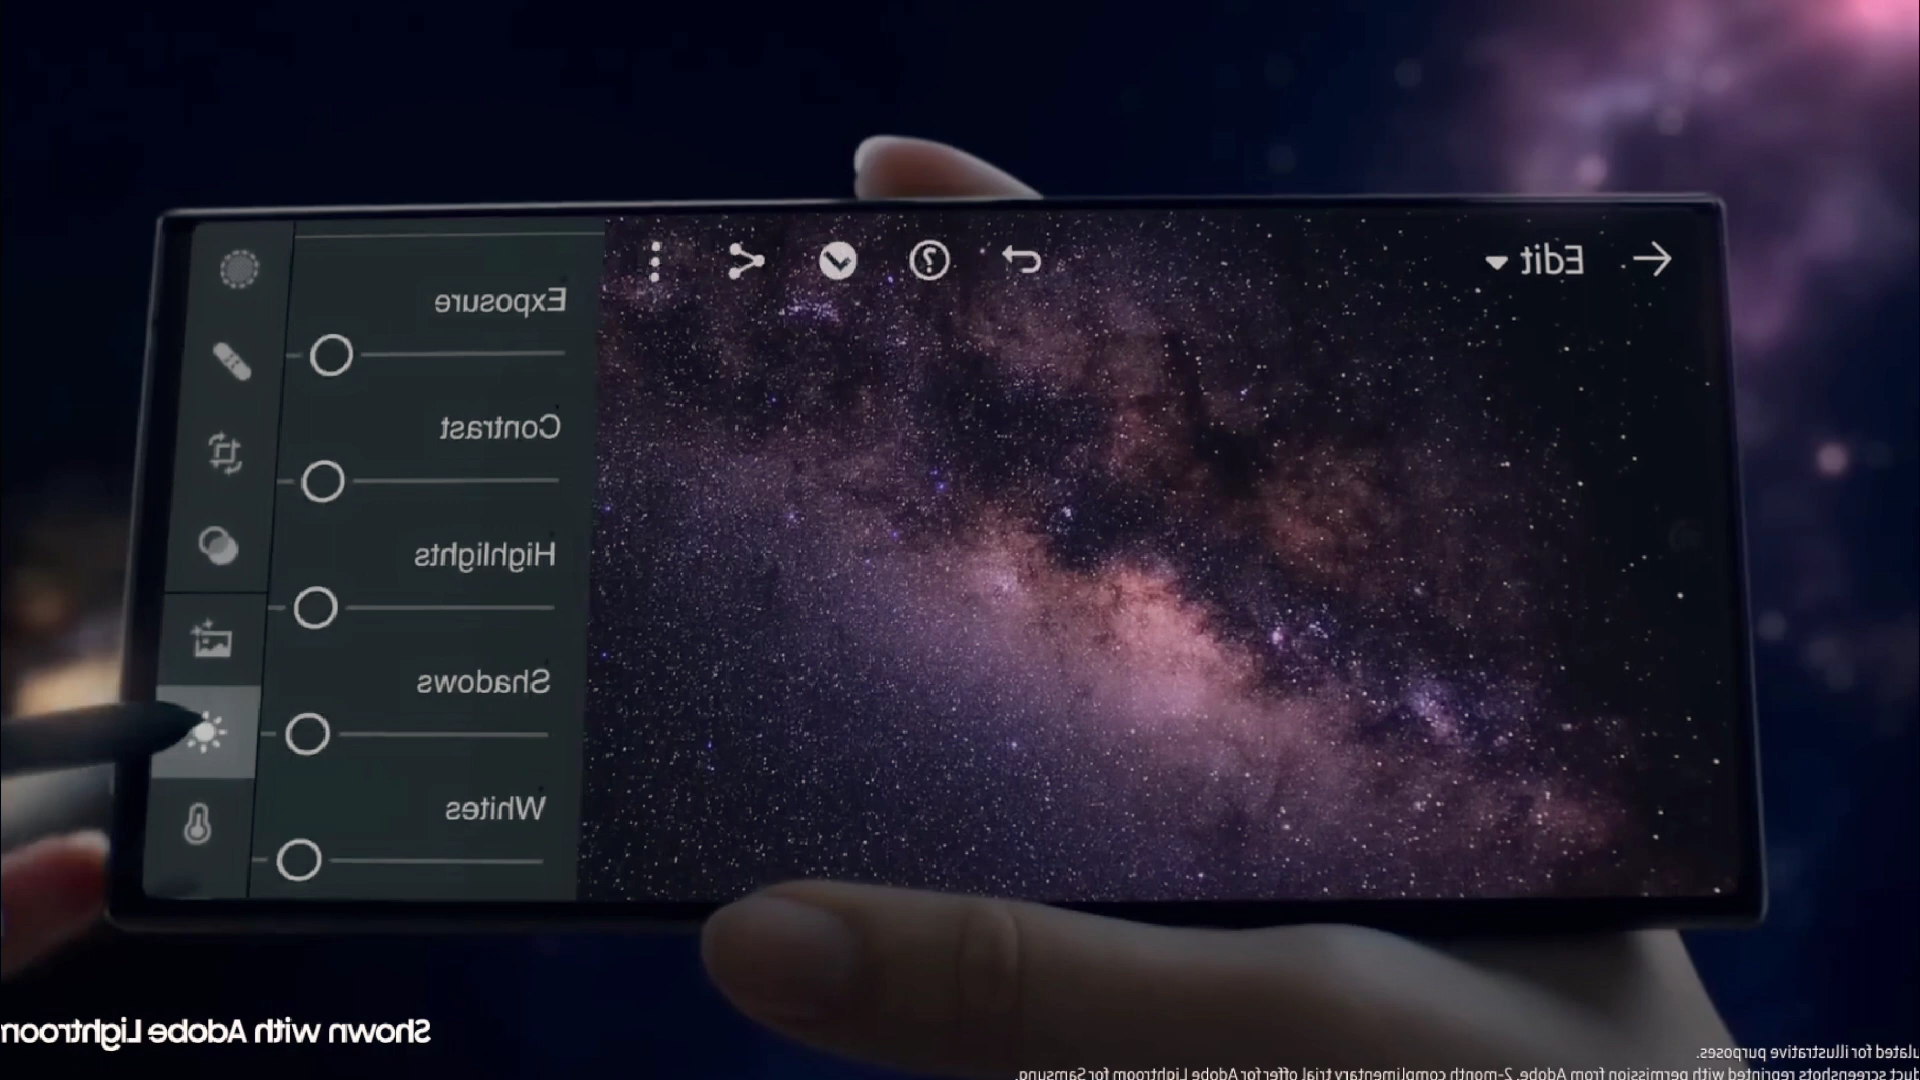 Edit
Exposure
Contrast
Highlights
Shadows
Whites
Shown with Adobe Lightroom
for illustrative purposes.
screenshots reprinted with permission from Adobe. 2-month complimentary trial offer for Adobe Lightroom for Samsung.